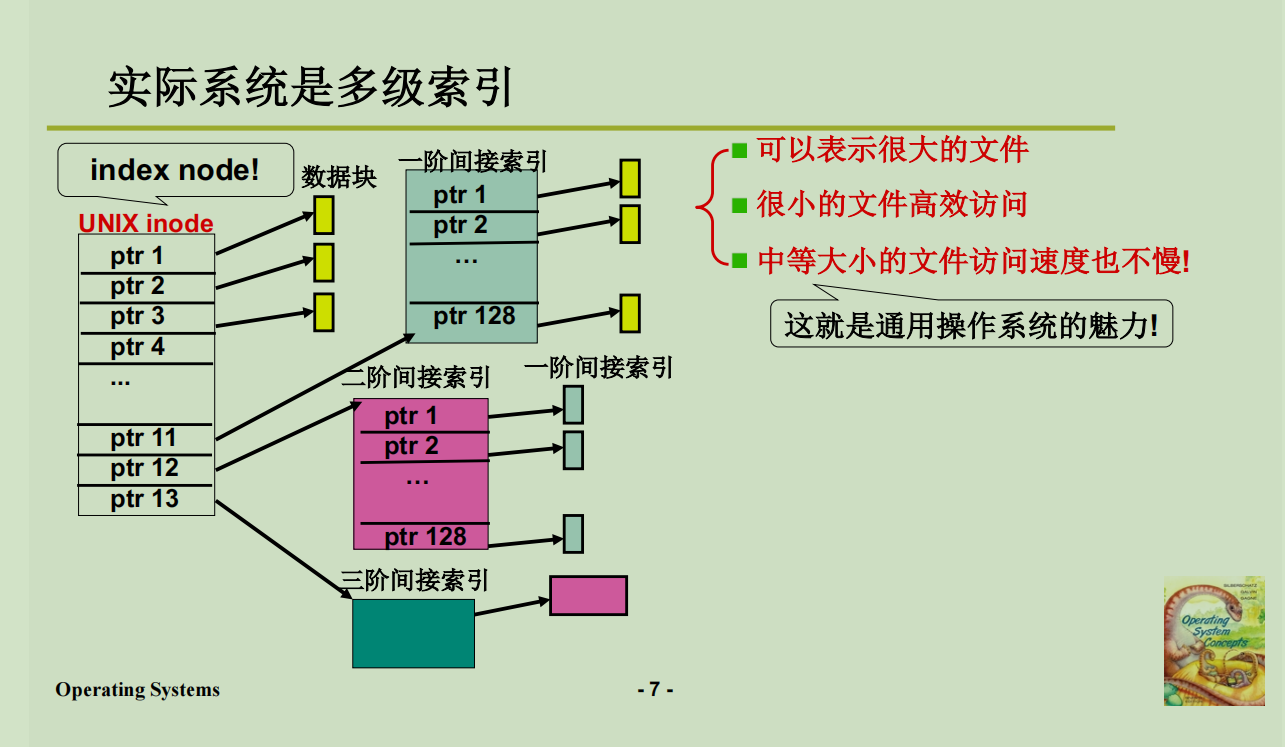 实际系统是多级索引
index node!
数据块
UNIX inode
ptr 1
ptr 2
ptr 3
ptr 4
...
ptr 11
ptr 12
ptr 13
一阶间接索引
ptr 1
ptr 2
…
ptr 128
二阶间接索引
一阶间接索引
ptr 1
ptr 2
…
ptr 128
三阶间接索引
可以表示很大的文件
很小的文件高效访问
中等大小的文件访问速度也不慢!
这就是通用操作系统的魅力!
SILBERSCHATZ
GALVIN
GAGNE
Operating
System
Concepts
Operating Systems
- 7 -